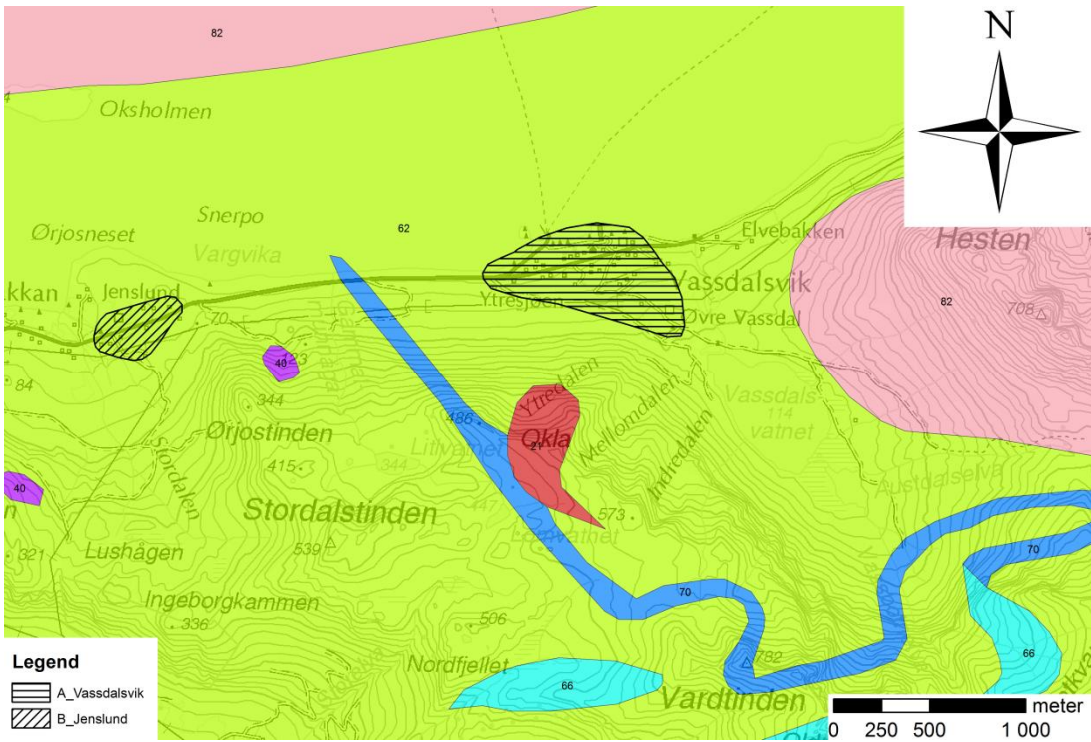 82
N
Oksholmen
Snerpo
62
Ørjosneset
Vargvika
Elvebakken
Hesten
Vassdalsvik
82
708
Jenslund
Ytresjøen
Øvre Vassdal
70
40
123
84
344
Ytredalen
Mellomdalen
Vassdals
114
vatnet
486
Ørjostinden
Litlvatnet
Okla
21
Indredalen
Stordalen
415
344
Austdalselva
40
Stordalstinden
447
573
321
Lushågen
539
70
Ingeborgkammen
336
506
70
782
66
Nordfjellet
66
Vardtinden
Legend
A_Vassdalsvik
B_Jenslund
meter
0 250 500 1 000